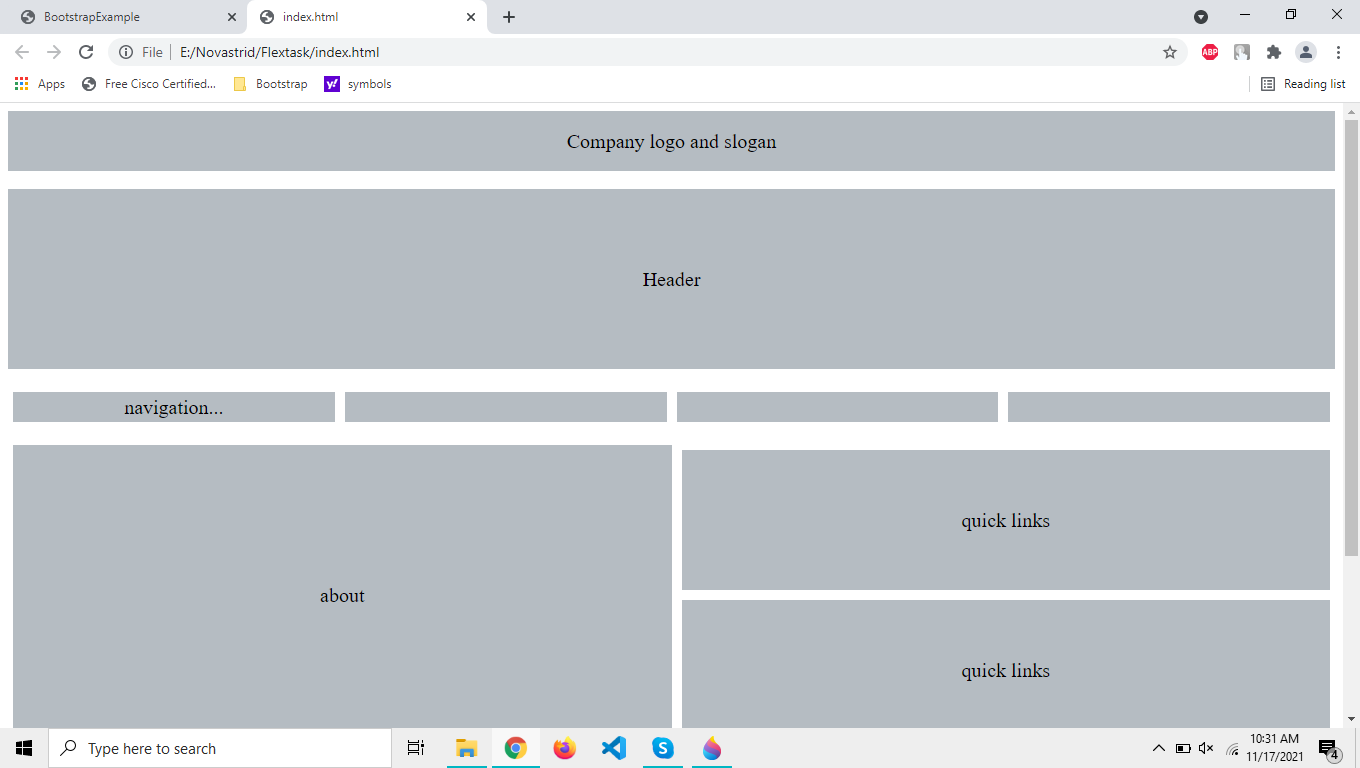 BootstrapExample
index.html
File
E:/Novastrid/Flextask/index.html
ABP
Apps
Free Cisco Certified...
y!
Bootstrap
symbols
Reading list
Company logo and slogan
Header
navigation...
about
quick links
quick links
Type here to search
S
10:31 AM
11/17/2021
4